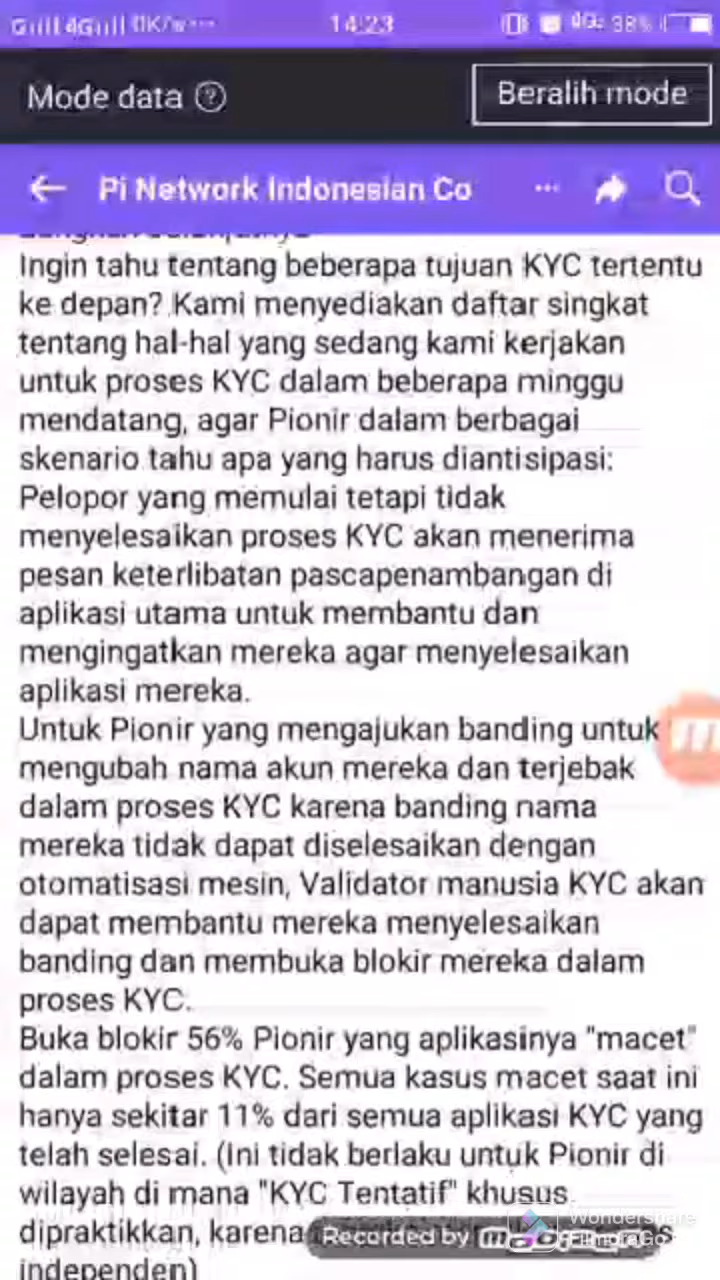 14:23
38%
Mode data ?
Beralih mode
Pi Network Indonesian Co
Ingin tahu tentang beberapa tujuan KYC tertentu
ke depan? Kami menyediakan daftar singkat
tentang hal-hal yang sedang kami kerjakan
untuk proses KYC dalam beberapa minggu
mendatang, agar Pionir dalam berbagai
skenario tahu apa yang harus diantisipasi:
Pelopor yang memulai tetapi tidak
menyelesaikan proses KYC akan menerima
pesan keterlibatan pascapenambangan di
aplikasi utama untuk membantu dan
mengingatkan mereka agar menyelesaikan
aplikasi mereka.
Untuk Pionir yang mengajukan banding untuk
mengubah nama akun mereka dan terjebak
dalam proses KYC karena banding nama
mereka tidak dapat diselesaikan dengan
otomatisasi mesin, Validator manusia KYC akan
dapat membantu mereka menyelesaikan
banding dan membuka blokir mereka dalam
proses KYC.
Buka blokir 56% Pionir yang aplikasinya "macet"
dalam proses KYC. Semua kasus macet saat ini
hanya sekitar 11% dari semua aplikasi KYC yang
telah selesai. (Ini tidak berlaku untuk Pionir di
wilayah di mana "KYC Tentatif" khusus
dipraktikkan, karena
Recorded by
Wondershare
FilmoraGo
independen)